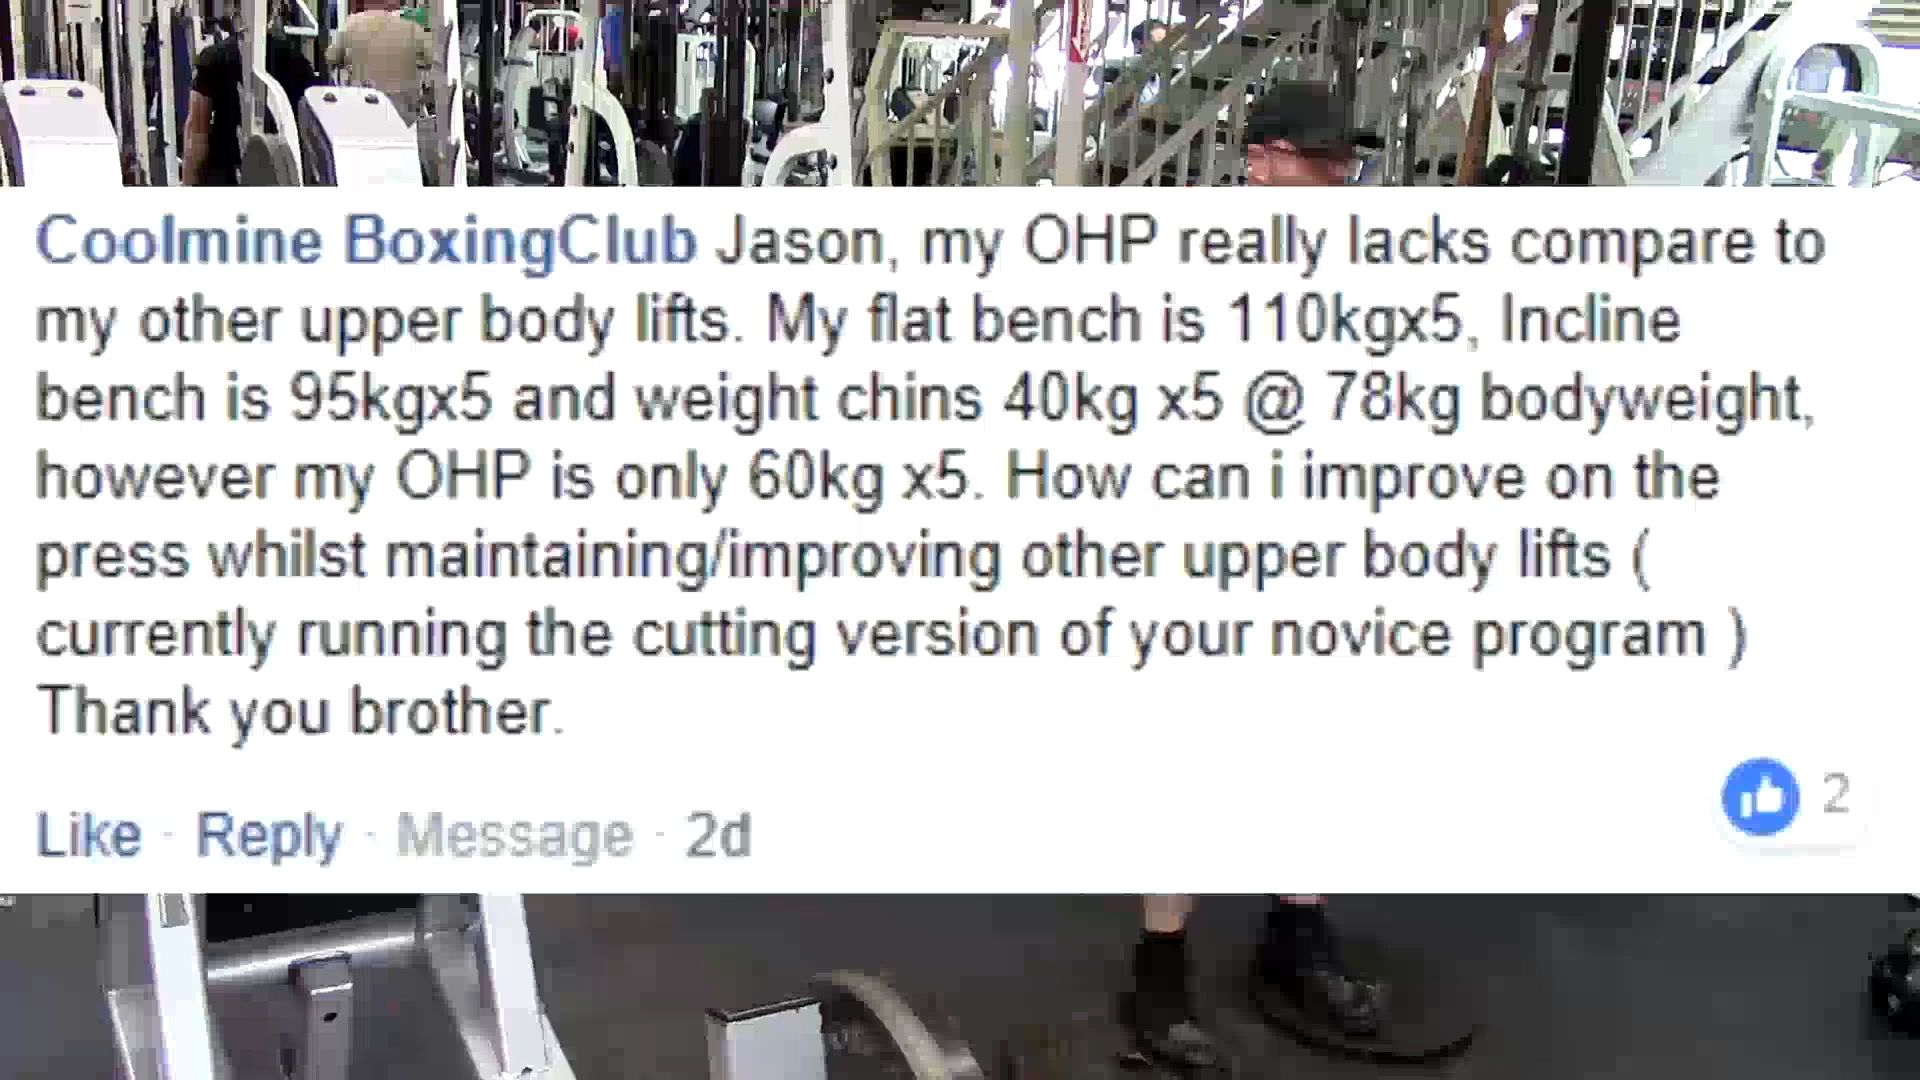 Coolmine BoxingClub Jason, my OHP really lacks compare to
my other upper body lifts. My flat bench is 110kgx5, Incline
bench is 95kgx5 and weight chins 40kg x5 @ 78kg bodyweight,
however my OHP is only 60kg x5. How can i improve on the
press whilst maintaining/improving other upper body lifts (
currently running the cutting version of your novice program )
Thank you brother.
2
Like · Reply · Message · 2d